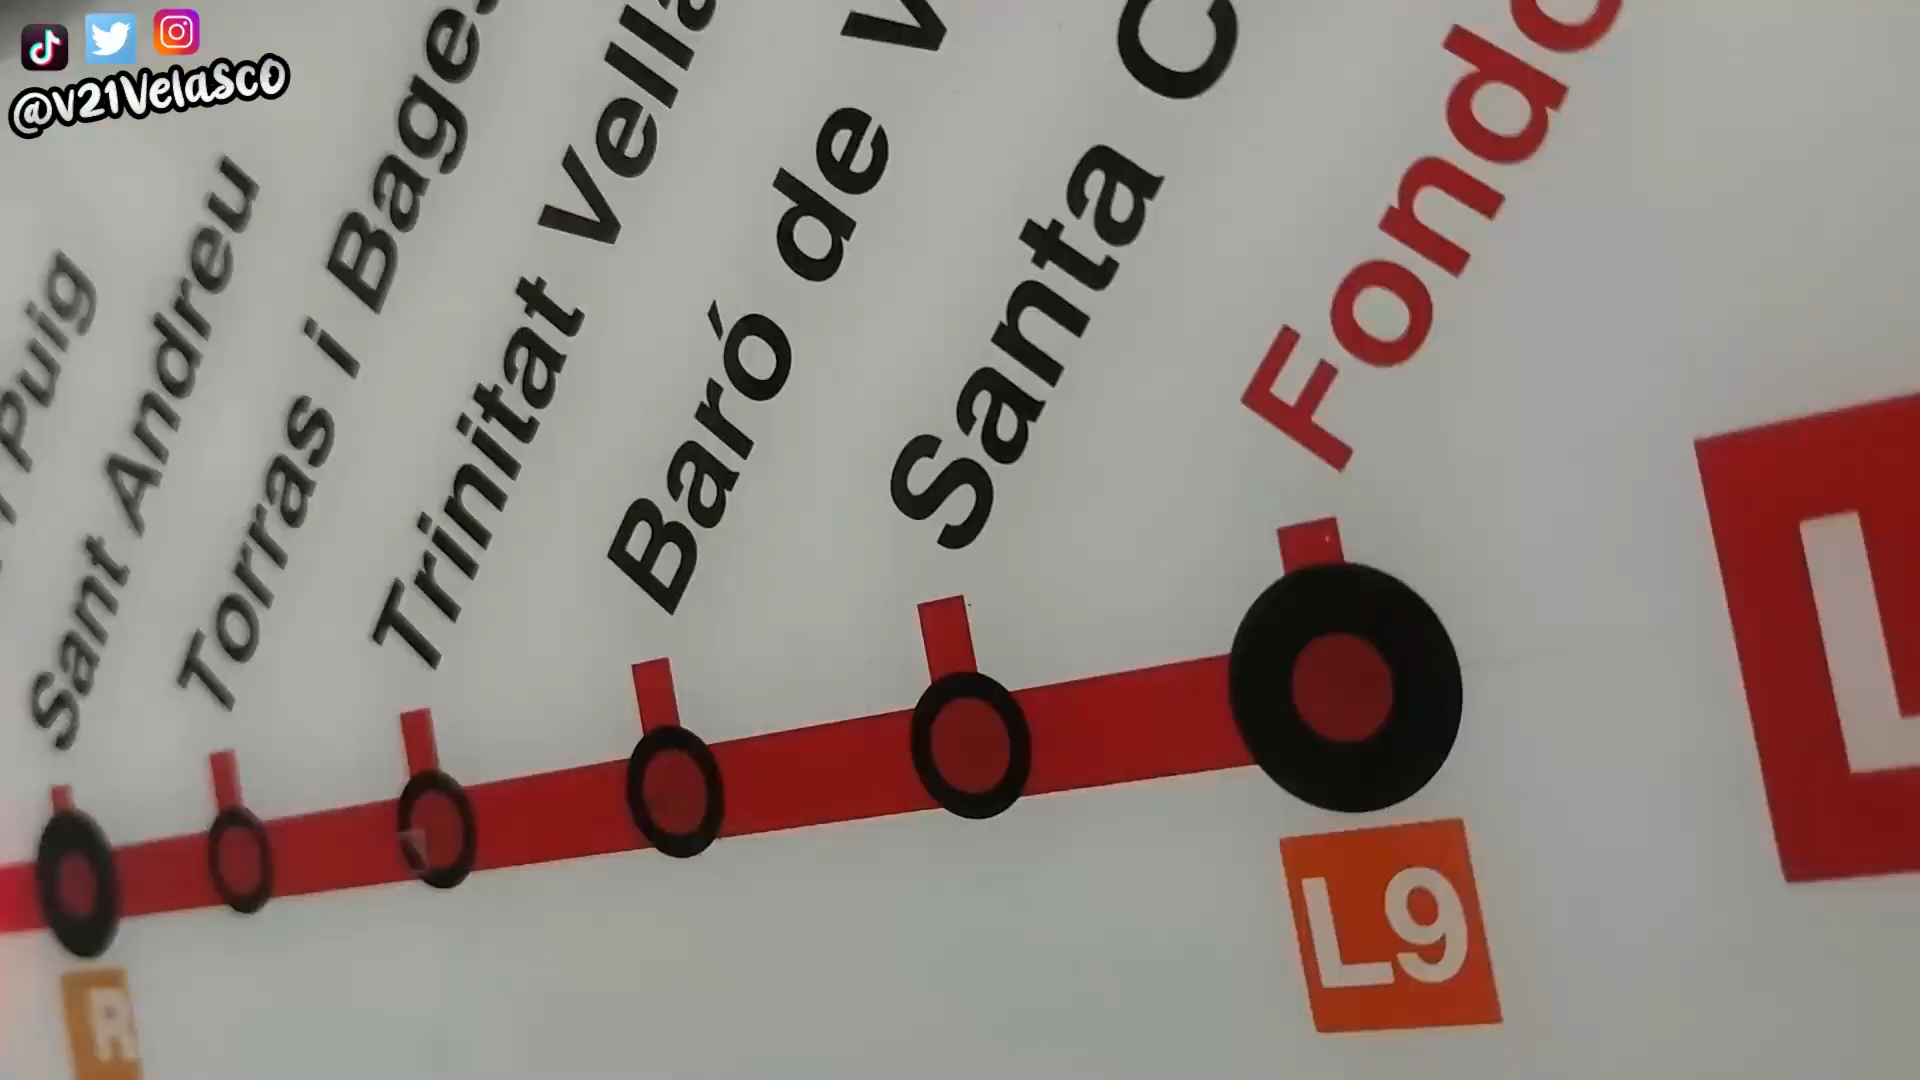 @v21Velasco
Puig
Sant Andreu
Torras i Bages
Trinitat Vella
Baró de V
Santa C
Fondo
L
L9
R